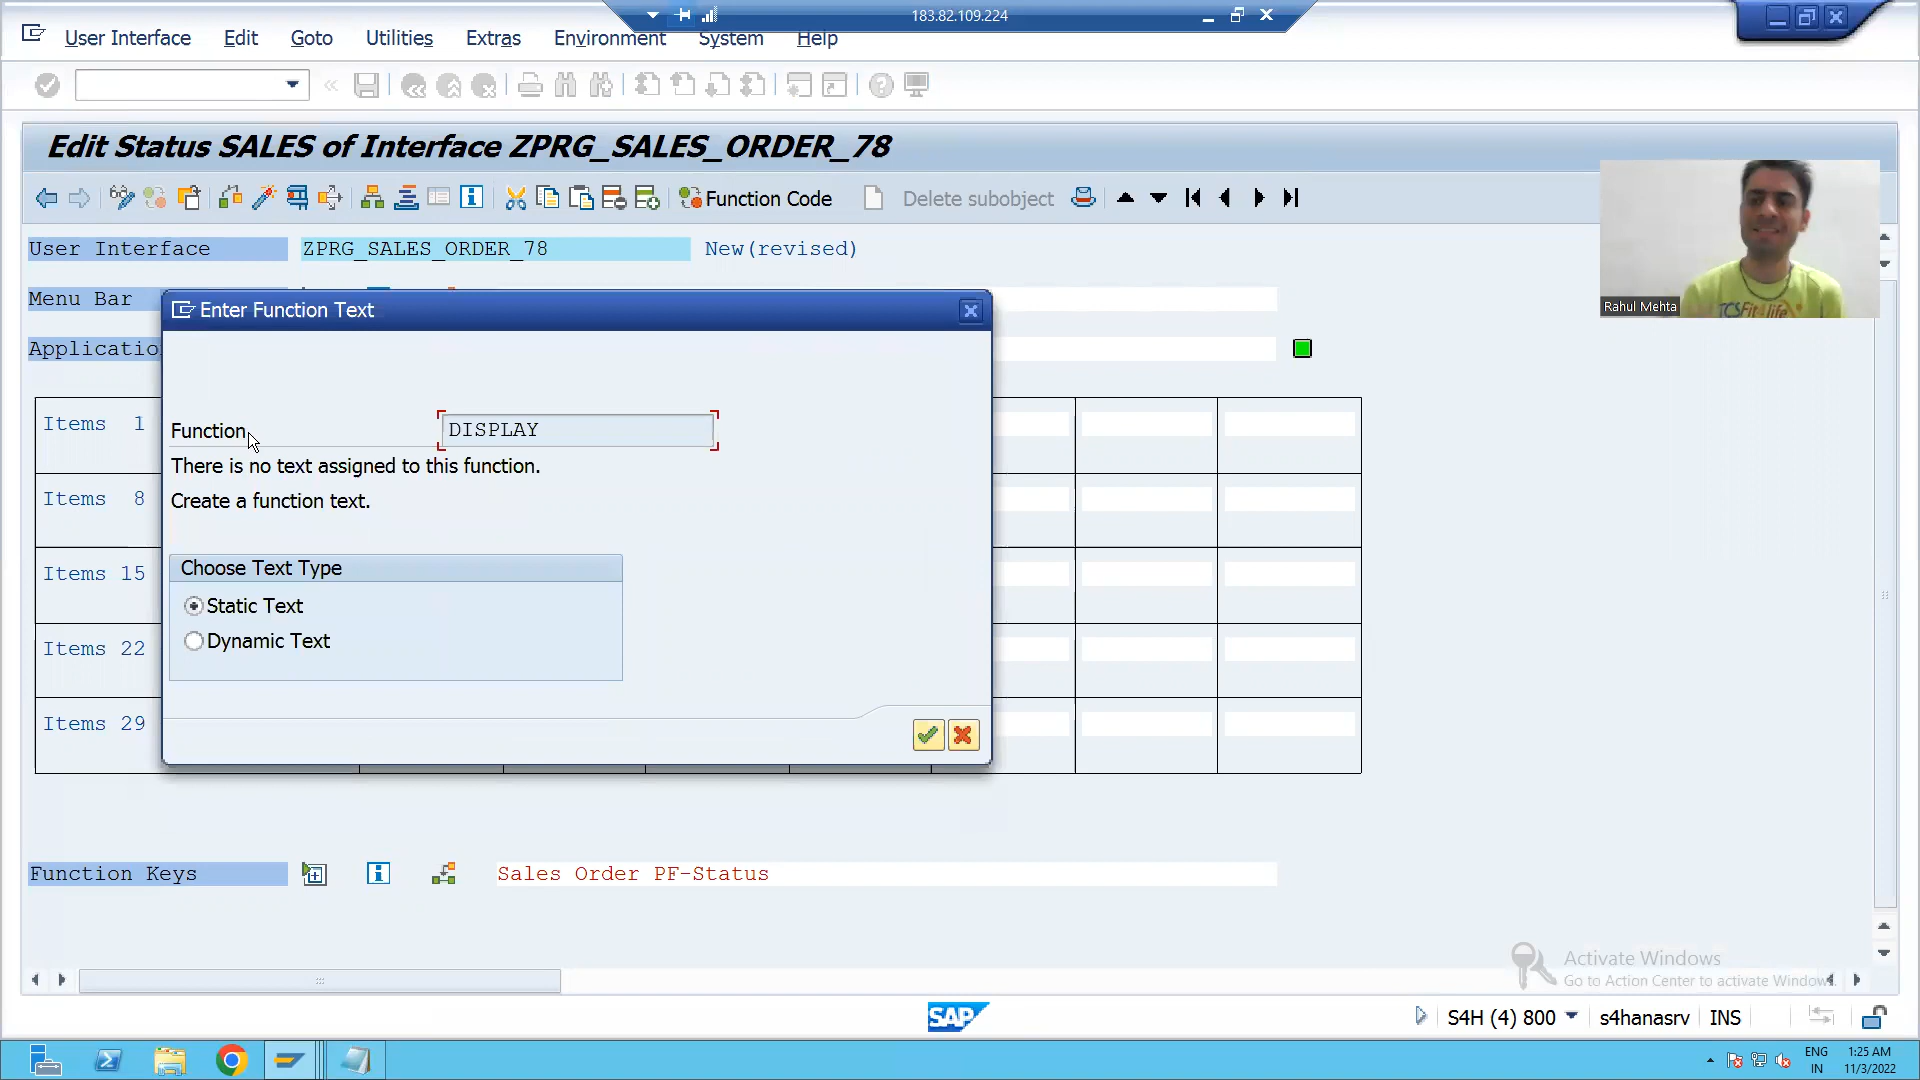 183.82.109.224
User Interface Edit Goto Utilities Extras Environment System Help
Edit Status SALES of Interface ZPRG_SALES_ORDER_78
Function Code Delete subobject
User Interface ZPRG_SALES_ORDER_78 New(revised)
Menu Bar
Rahul Mehta
Enter Function Text
Applicatio
Items 1
Function DISPLAY
There is no text assigned to this function.
Items 8
Create a function text.
Choose Text Type
Items 15
Static Text
Dynamic Text
Items 22
Items 29
Function Keys Sales Order PF-Status
Activate Windows
Go to Action Center to activate Windows.
SAP S4H (4) 800 s4hanasrv INS
ENG 1:25 AM
IN 11/3/2022